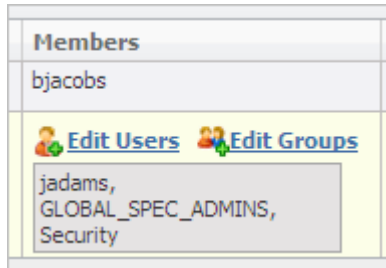 Members
bjacobs
Edit Users Edit Groups
jadams,
GLOBAL_SPEC_ADMINS,
Security